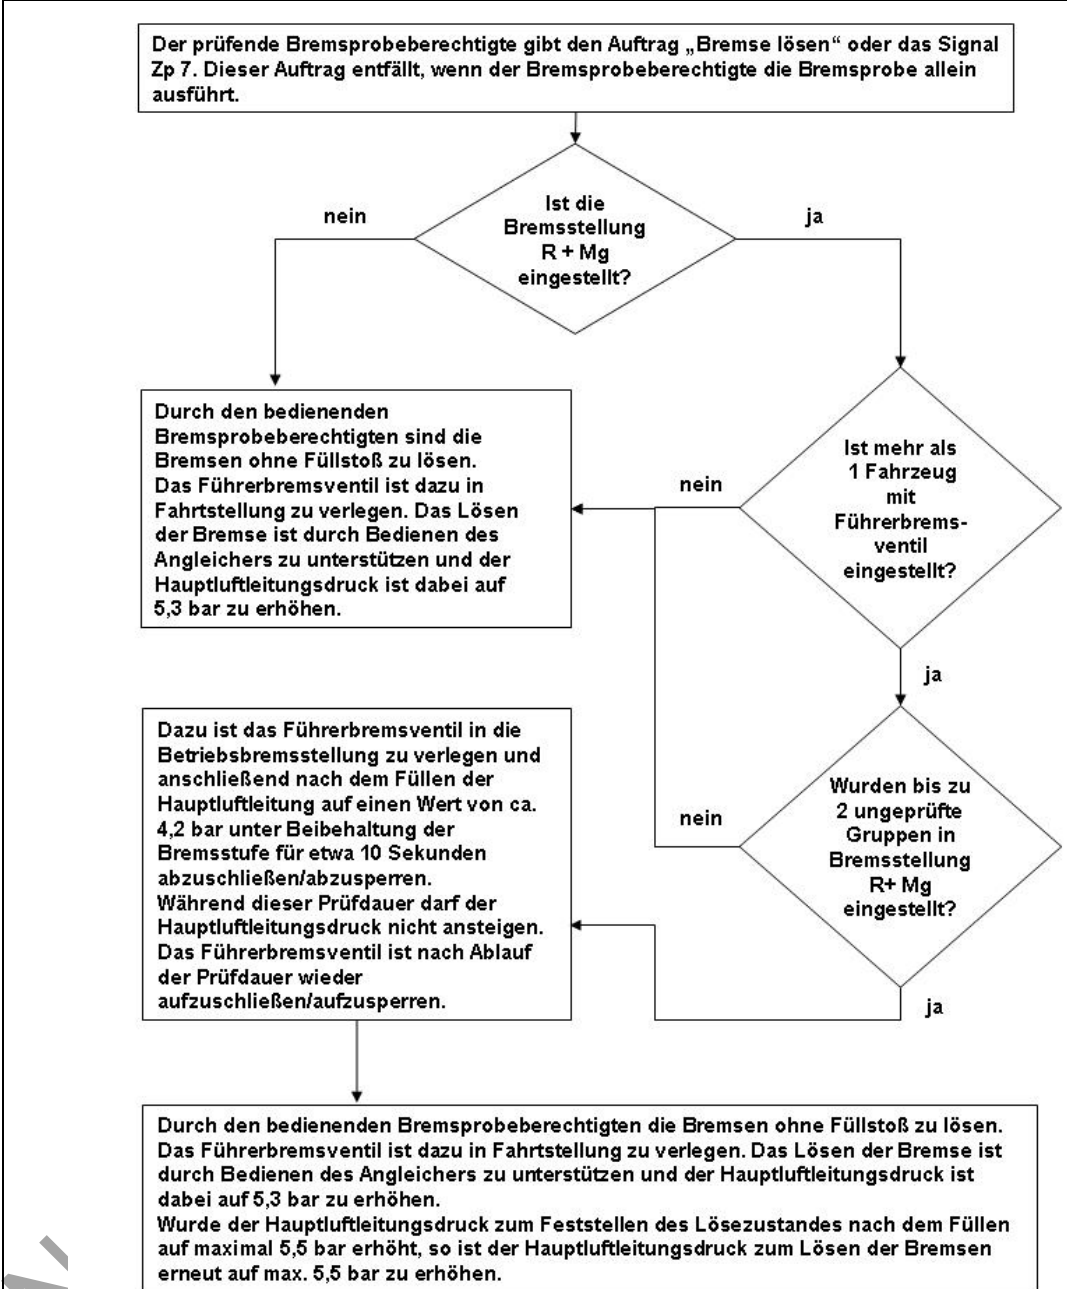 Der prüfende Bremsprobeberechtigte gibt den Auftrag „Bremse lösen“ oder das Signal
Zp 7. Dieser Auftrag entfällt, wenn der Bremsprobeberechtigte die Bremsprobe allein
ausführt.
Ist die
Bremsstellung
R + Mg
eingestellt?
nein
ja
Durch den bedienenden
Bremsprobeberechtigten sind die
Bremsen ohne Füllstoß zu lösen.
Das Führerbremsventil ist dazu in
Fahrtstellung zu verlegen. Das Lösen
der Bremse ist durch Bedienen des
Angleichers zu unterstützen und der
Hauptluftleitungsdruck ist dabei auf
5,3 bar zu erhöhen.
Ist mehr als
1 Fahrzeug
mit
Führerbrems-
ventil
eingestellt?
nein
ja
Wurden bis zu
2 ungeprüfte
Gruppen in
Bremsstellung
R+ Mg
eingestellt?
nein
ja
Dazu ist das Führerbremsventil in die
Betriebsbremsstellung zu verlegen und
anschließend nach dem Füllen der
Hauptluftleitung auf einen Wert von ca.
4,2 bar unter Beibehaltung der
Bremsstufe für etwa 10 Sekunden
abzuschließen/abzusperren.
Während dieser Prüfdauer darf der
Hauptluftleitungsdruck nicht ansteigen.
Das Führerbremsventil ist nach Ablauf
der Prüfdauer wieder
aufzuschließen/aufzusperren.
Durch den bedienenden Bremsprobeberechtigten die Bremsen ohne Füllstoß zu lösen.
Das Führerbremsventil ist dazu in Fahrtstellung zu verlegen. Das Lösen der Bremse ist
durch Bedienen des Angleichers zu unterstützen und der Hauptluftleitungsdruck ist
dabei auf 5,3 bar zu erhöhen.
Wurde der Hauptluftleitungsdruck zum Feststellen des Lösezustandes nach dem Füllen
auf maximal 5,5 bar erhöht, so ist der Hauptluftleitungsdruck zum Lösen der Bremsen
erneut auf max. 5,5 bar zu erhöhen.